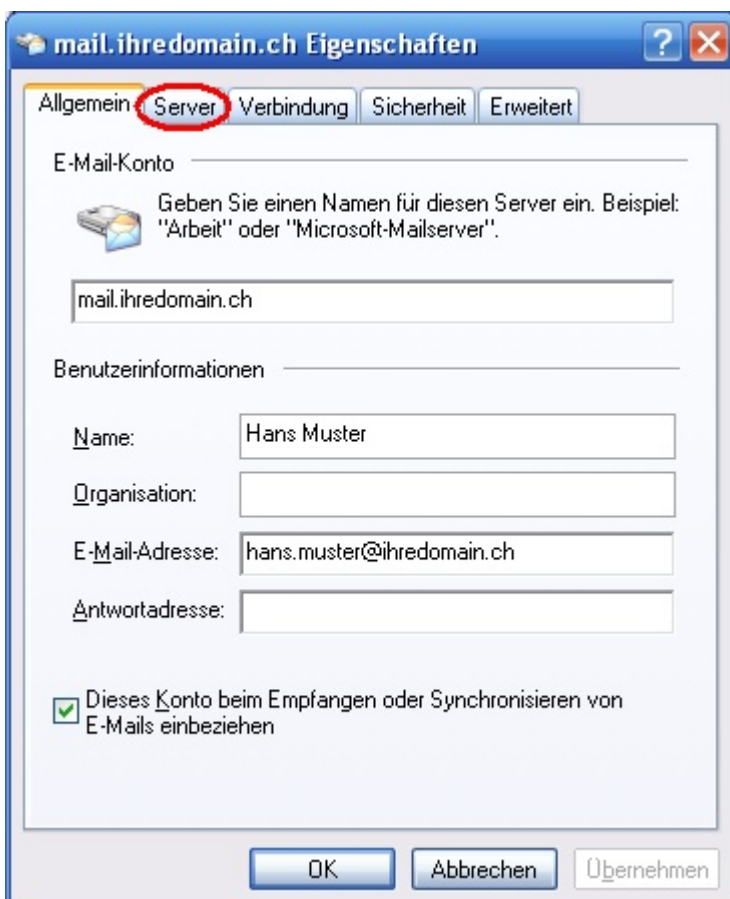 mail.ihredomain.ch Eigenschaften
?
Allgemein Server Verbindung Sicherheit Erweitert
E-Mail-Konto
Geben Sie einen Namen für diesen Server ein. Beispiel:
"Arbeit" oder "Microsoft-Mailserver".
mail.ihredomain.ch
Benutzerinformationen
Name: Hans Muster
Organisation:
E-Mail-Adresse: hans.muster@ihredomain.ch
Antwortadresse:
Dieses Konto beim Empfangen oder Synchronisieren von
E-Mails einbeziehen
OK Abbrechen Übernehmen